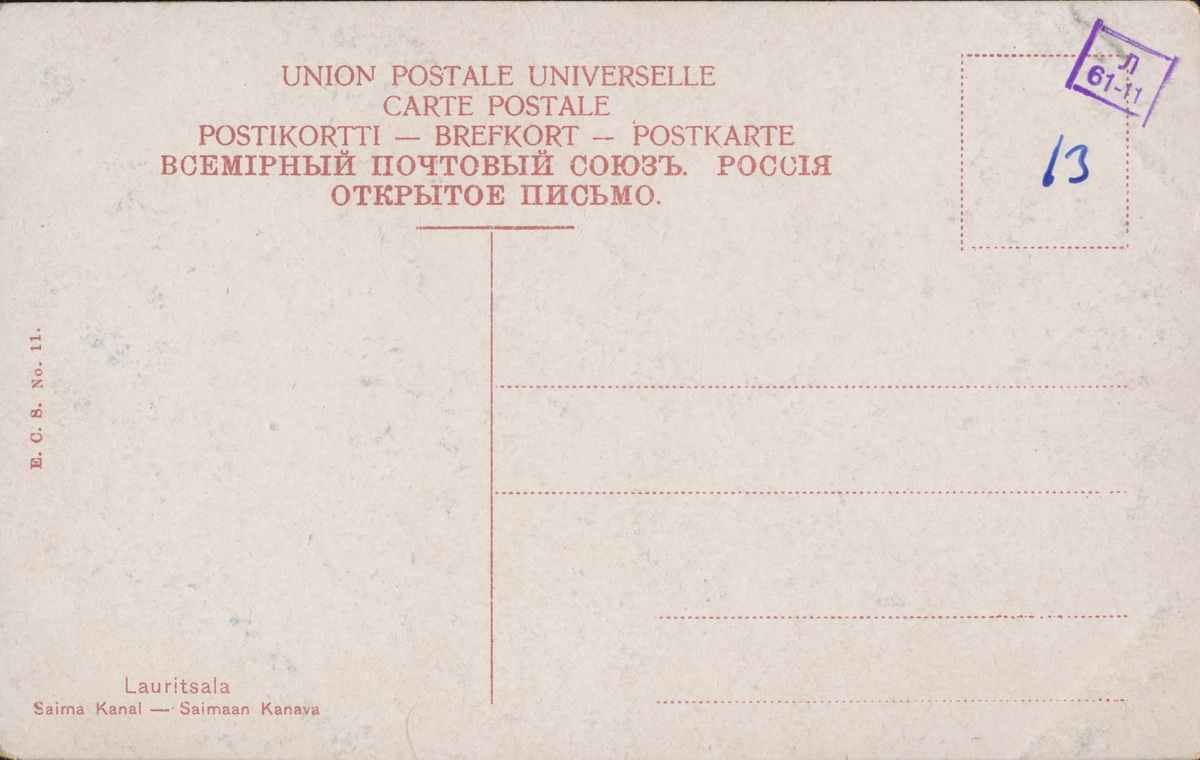 UNION POSTALE UNIVERSELLE
CARTE POSTALE
POSTIKORTTI — BREFKORT — POSTKARTE
ВСЕМІРНЫЙ ПОЧТОВЫЙ СОЮЗЪ. РОССІЯ
ОТКРЫТОЕ ПИСЬМО.
Л
61-11
13
E. C. S. No. 11.
Lauritsala
Saima Kanal — Saimaan Kanava